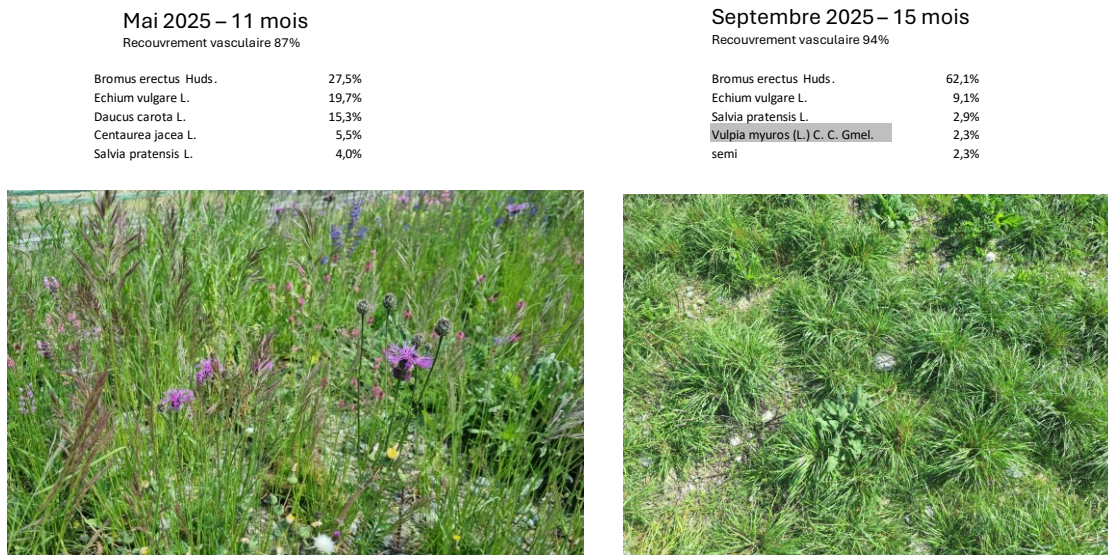 Mai 2025 – 11 mois
Recouvrement vasculaire 87%
Bromus erectus Huds. 27,5%
Echium vulgare L. 19,7%
Daucus carota L. 15,3%
Centaurea jacea L. 5,5%
Salvia pratensis L. 4,0%
Septembre 2025 – 15 mois
Recouvrement vasculaire 94%
Bromus erectus Huds. 62,1%
Echium vulgare L. 9,1%
Salvia pratensis L. 2,9%
Vulpia myuros (L.) C. C. Gmel. 2,3%
semi 2,3%